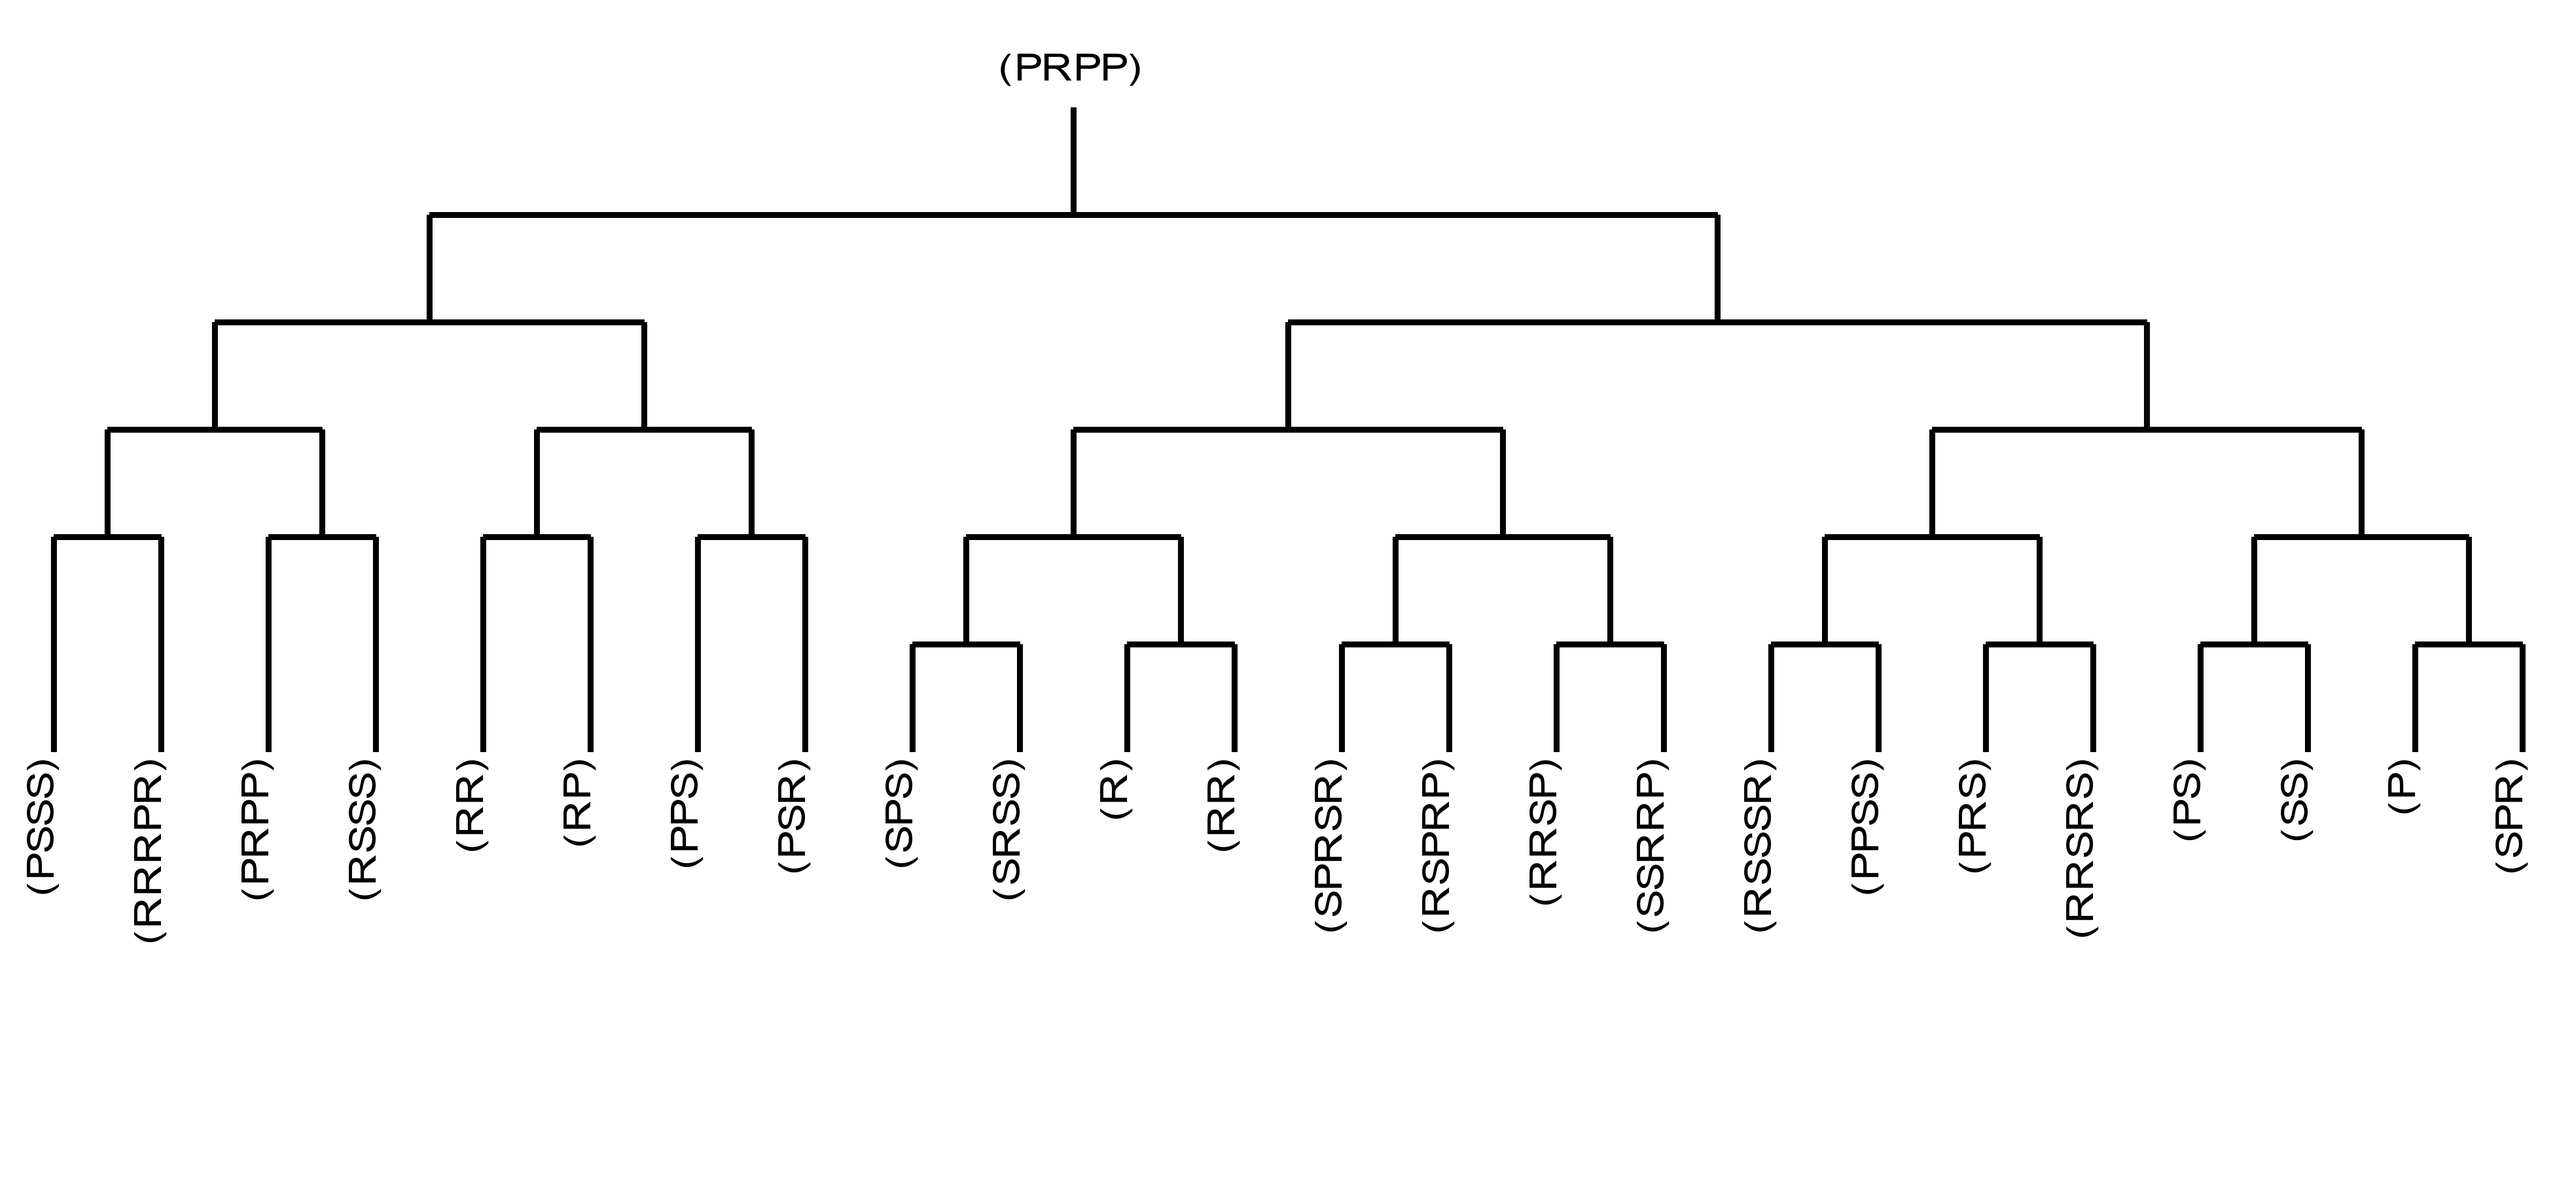 (PRPP)
(PSSS)
(RRRPR)
(PRPP)
(RSSS)
(RR)
(RP)
(PPS)
(PSR)
(SPS)
(SRSS)
(R)
(RR)
(SPRSR)
(RSPRP)
(RRSP)
(SSRRP)
(RSSSR)
(PPSS)
(PRS)
(RRSRS)
(PS)
(SS)
(P)
(SPR)